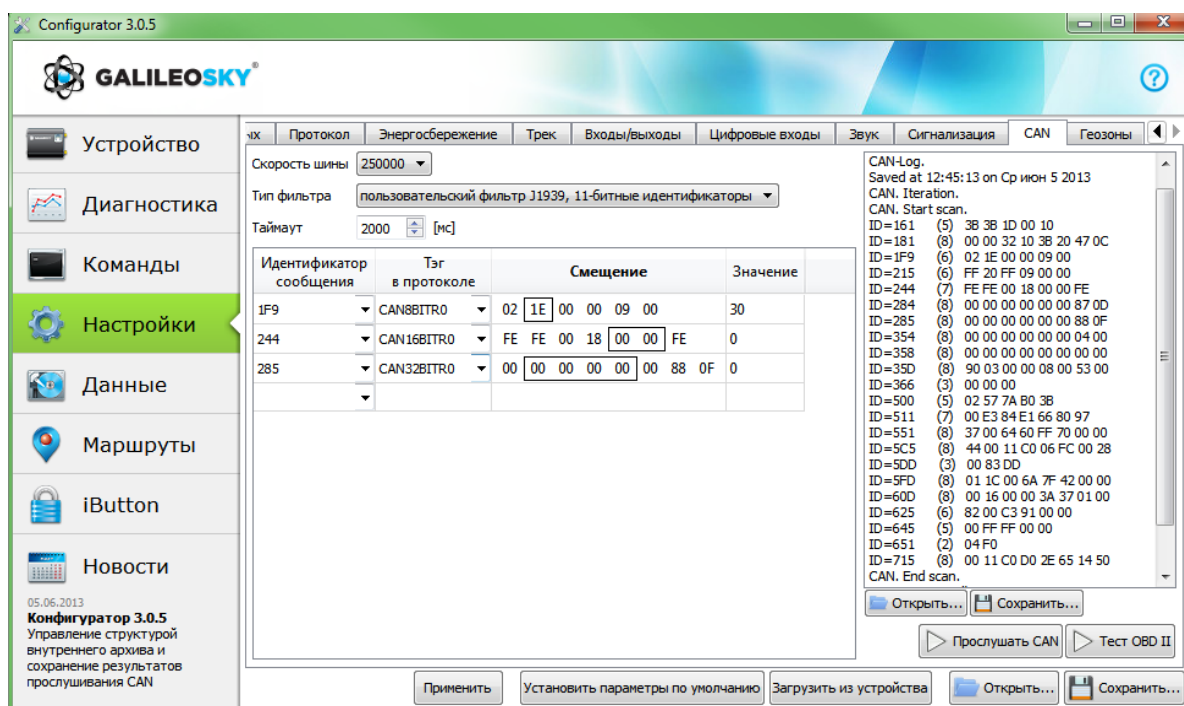 Configurator 3.0.5
GALILEOSKY®
?
Устройство
Диагностика
Команды
Настройки
Данные
Маршруты
iButton
Новости
05.06.2013
Конфигуратор 3.0.5
Управление структурой
внутреннего архива и
сохранение результатов
прослушивания CAN
ых Протокол Энергосбережение Трек Входы/выходы Цифровые входы Звук Сигнализация CAN Геозоны
Скорость шины 250000
Тип фильтра пользовательский фильтр J1939, 11-битные идентификаторы
Таймаут 2000 [мс]
Идентификатор сообщения Тэг в протоколе Смещение Значение
1F9 CAN8BITR0 02 1E 00 00 09 00 30
244 CAN16BITR0 FE FE 00 18 00 00 FE 0
285 CAN32BITR0 00 00 00 00 00 00 88 0F 0
CAN-Log.
Saved at 12:45:13 on Ср июн 5 2013
CAN. Iteration.
CAN. Start scan.
ID=161 (5) 3B 3B 1D 00 10
ID=181 (8) 00 00 32 10 3B 20 47 0C
ID=1F9 (6) 02 1E 00 00 09 00
ID=215 (6) FF 20 FF 09 00 00
ID=244 (7) FE FE 00 18 00 00 FE
ID=284 (8) 00 00 00 00 00 00 87 0D
ID=285 (8) 00 00 00 00 00 00 88 0F
ID=354 (8) 00 00 00 00 00 00 04 00
ID=358 (8) 00 00 00 00 00 00 00 00
ID=35D (8) 90 03 00 00 08 00 53 00
ID=366 (3) 00 00 00
ID=500 (5) 02 57 7A B0 3B
ID=511 (7) 00 E3 84 E1 66 80 97
ID=551 (8) 37 00 64 60 FF 70 00 00
ID=5C5 (8) 44 00 11 C0 06 FC 00 28
ID=5DD (3) 00 83 DD
ID=5FD (8) 01 1C 00 6A 7F 42 00 00
ID=60D (8) 00 16 00 00 3A 37 01 00
ID=625 (6) 82 00 C3 91 00 00
ID=645 (5) 00 FF FF 00 00
ID=651 (2) 04 F0
ID=715 (8) 00 11 C0 D0 2E 65 14 50
CAN. End scan.
Открыть... Сохранить...
Прослушать CAN Тест OBD II
Применить Установить параметры по умолчанию Загрузить из устройства Открыть... Сохранить...